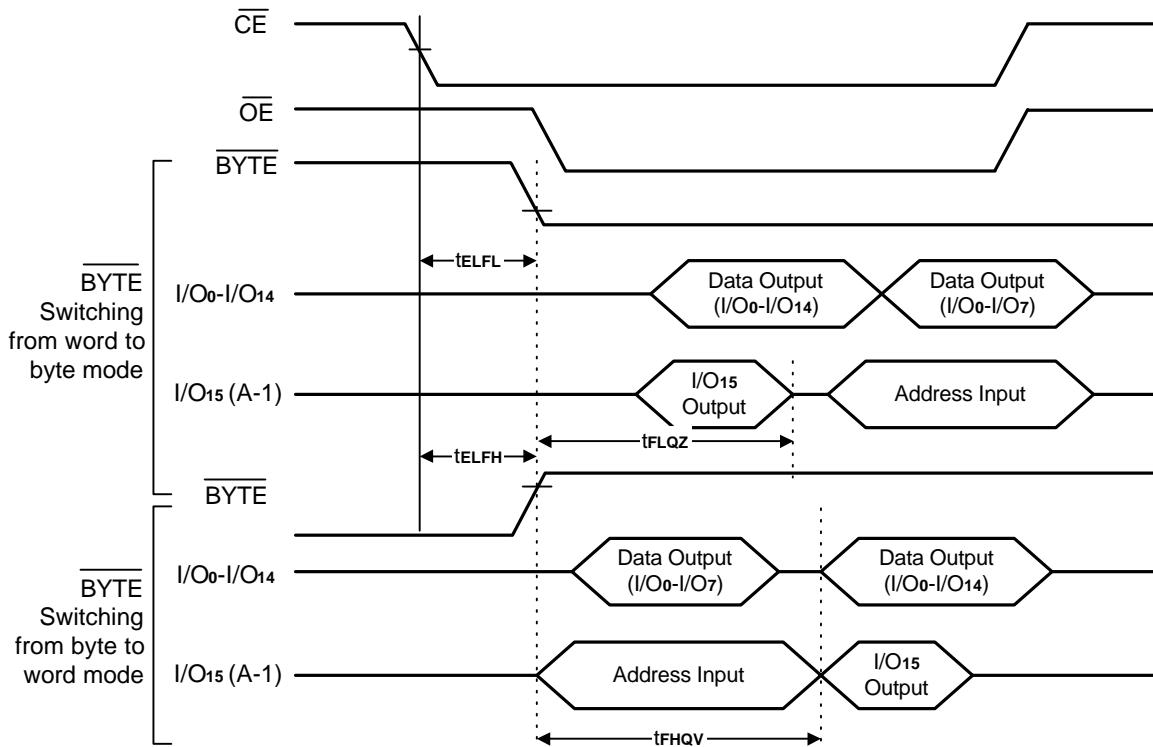 CE
OE
BYTE
BYTE
Switching
from word to
byte mode
tELFL
I/O0-I/O14
Data Output
(I/O0-I/O14)
Data Output
(I/O0-I/O7)
I/O15 (A-1)
I/O15
Output
Address Input
tELFH
tFLQZ
BYTE
BYTE
Switching
from byte to
word mode
I/O0-I/O14
Data Output
(I/O0-I/O7)
Data Output
(I/O0-I/O14)
I/O15 (A-1)
Address Input
I/O15
Output
tFHQV